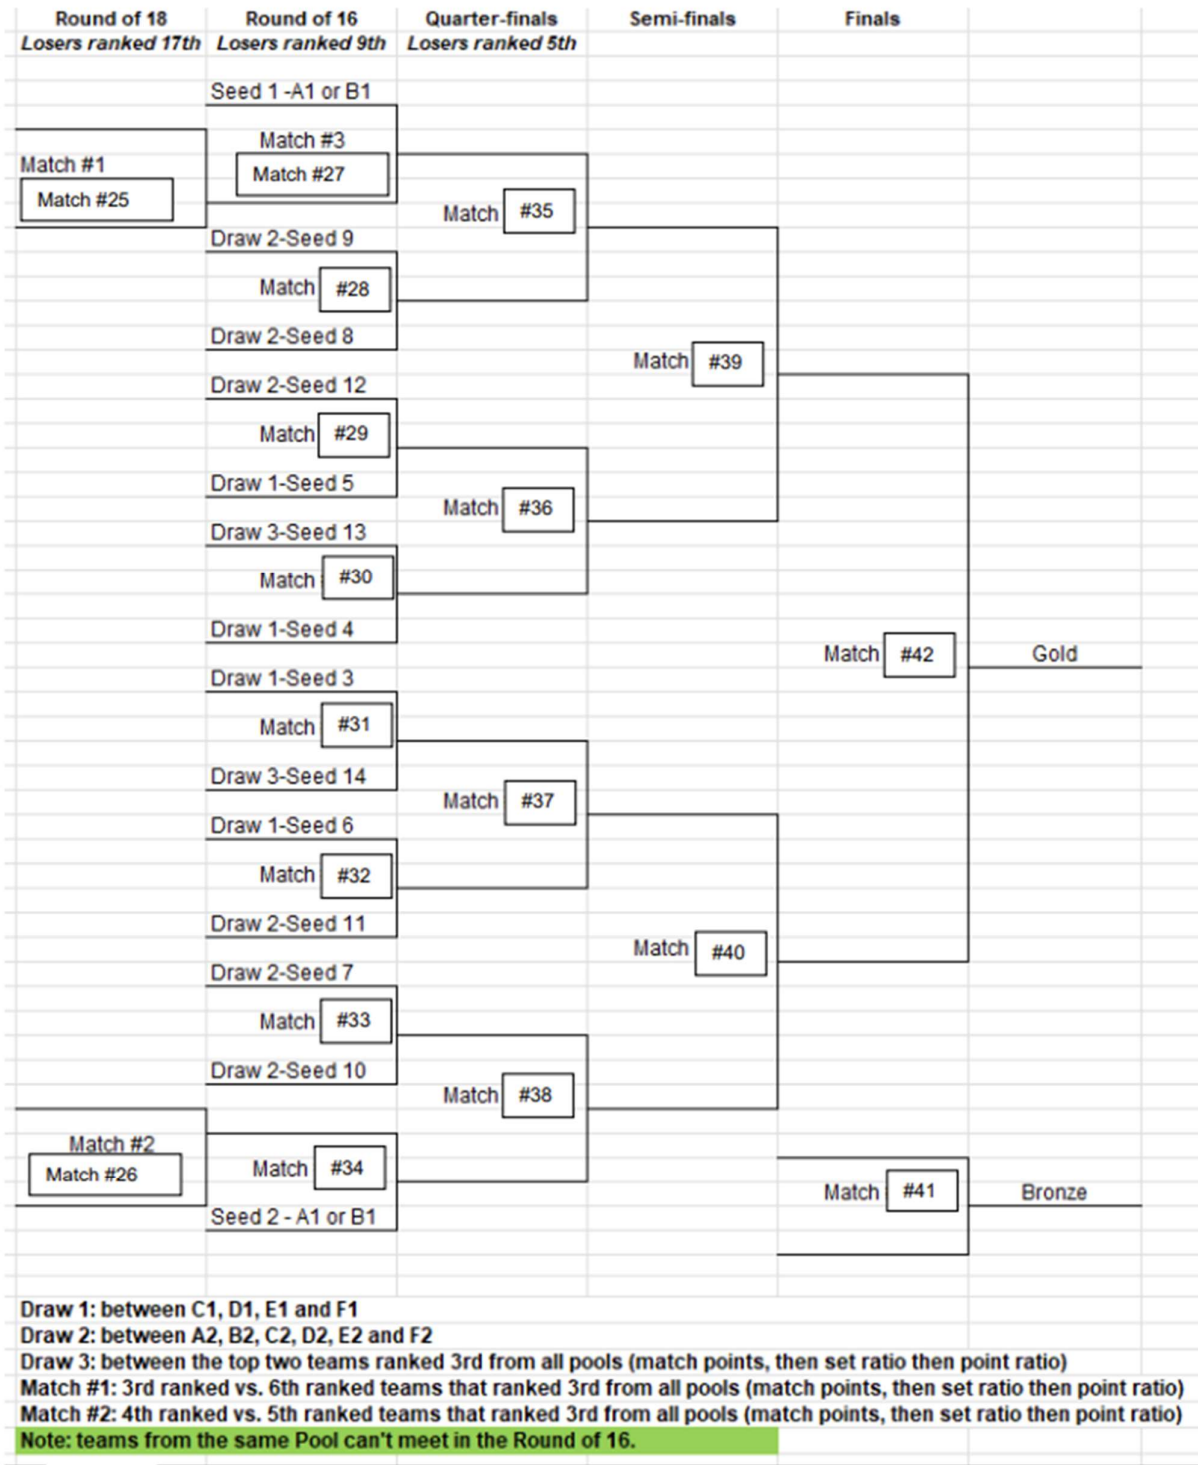 Round of 18 Round of 16 Quarter-finals Semi-finals Finals
Losers ranked 17th Losers ranked 9th Losers ranked 5th
Seed 1 -A1 or B1
Match #3
Match #1
Match #27
Match #25
Match #35
Draw 2-Seed 9
Match #28
Draw 2-Seed 8
Match #39
Draw 2-Seed 12
Match #29
Draw 1-Seed 5
Match #36
Draw 3-Seed 13
Match #30
Draw 1-Seed 4
Match #42 Gold
Draw 1-Seed 3
Match #31
Draw 3-Seed 14
Match #37
Draw 1-Seed 6
Match #32
Draw 2-Seed 11
Match #40
Draw 2-Seed 7
Match #33
Draw 2-Seed 10
Match #38
Match #2
Match #26
Match #34
Match #41 Bronze
Seed 2 - A1 or B1
Draw 1: between C1, D1, E1 and F1
Draw 2: between A2, B2, C2, D2, E2 and F2
Draw 3: between the top two teams ranked 3rd from all pools (match points, then set ratio then point ratio)
Match #1: 3rd ranked vs. 6th ranked teams that ranked 3rd from all pools (match points, then set ratio then point ratio)
Match #2: 4th ranked vs. 5th ranked teams that ranked 3rd from all pools (match points, then set ratio then point ratio)
Note: teams from the same Pool can't meet in the Round of 16.